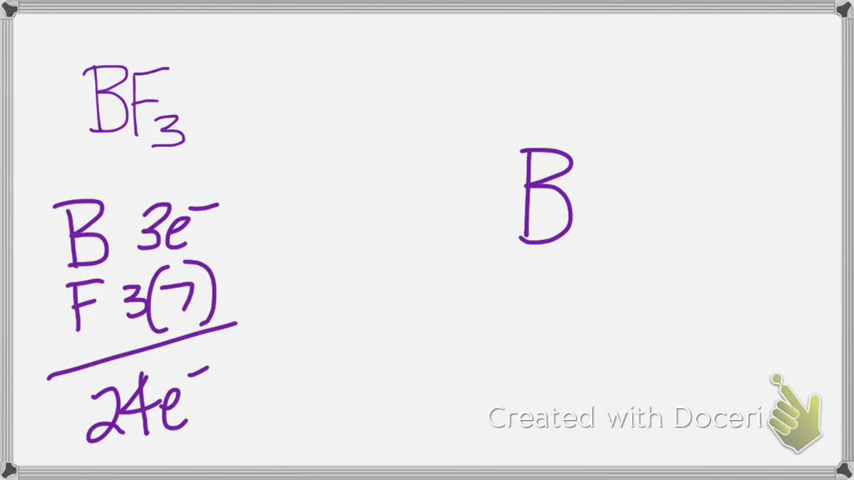 BF₃
B 3e⁻
F 3(7)
24e⁻
B
Created with Doceri